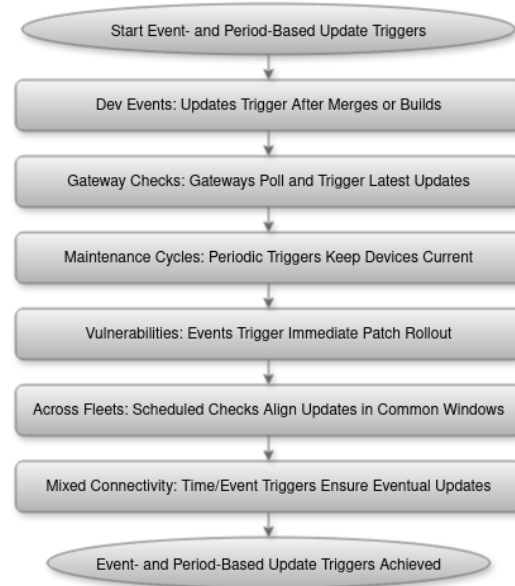 Start Event- and Period-Based Update Triggers
Dev Events: Updates Trigger After Merges or Builds
Gateway Checks: Gateways Poll and Trigger Latest Updates
Maintenance Cycles: Periodic Triggers Keep Devices Current
Vulnerabilities: Events Trigger Immediate Patch Rollout
Across Fleets: Scheduled Checks Align Updates in Common Windows
Mixed Connectivity: Time/Event Triggers Ensure Eventual Updates
Event- and Period-Based Update Triggers Achieved